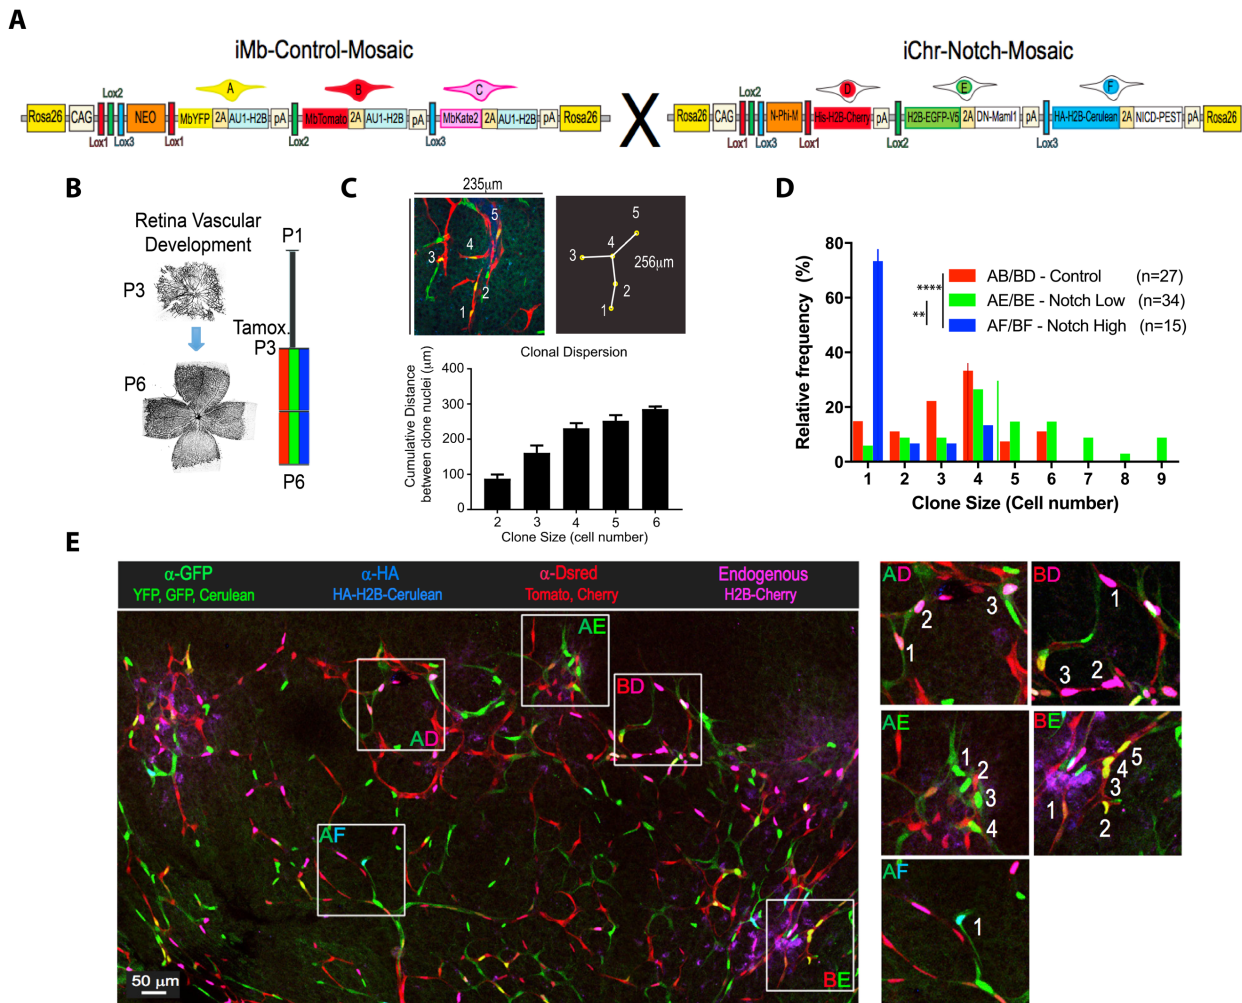 A
iMb-Control-Mosaic
iChr-Notch-Mosaic
A
B
C
D
E
F
Lox2
Lox2
Rosa26
CAG
NEO
MbYFP
2A
AU1-H2B
pA
MbTomato
2A
AU1-H2B
pA
MbKate2
2A
AU1-H2B
pA
Rosa26
X
Rosa26
CAG
N-Phi-M
His-H2B-Cherry
pA
H2B-EGFP-V5
2A
DN-Maml1
pA
HA-H2B-Cerulean
2A
NICD-PEST
pA
Rosa26
Lox1
Lox3
Lox1
Lox2
Lox3
Lox1
Lox3
Lox1
Lox2
Lox3
B
Retina Vascular
Development
P1
P3
Tamox.
P3
P6
P6
C
235µm
5
4
3
2
1
5
4
3
256µm
2
1
Clonal Dispersion
Cumulative Distance
between clone nuclei (µm)
400
300
200
100
0
2 3 4 5 6
Clone Size (cell number)
D
Relative frequency (%)
80
60
40
20
0
AB/BD - Control (n=27)
AE/BE - Notch Low (n=34)
AF/BF - Notch High (n=15)
****
**
1 2 3 4 5 6 7 8 9
Clone Size (Cell number)
E
α-GFP
YFP, GFP, Cerulean
α-HA
HA-H2B-Cerulean
α-Dsred
Tomato, Cherry
Endogenous
H2B-Cherry
AE
BD
AD
AF
BE
50 µm
AD
3
2
1
BD
1
3 2
AE
1
2
3
4
BE
5
4
3
1
2
AF
1